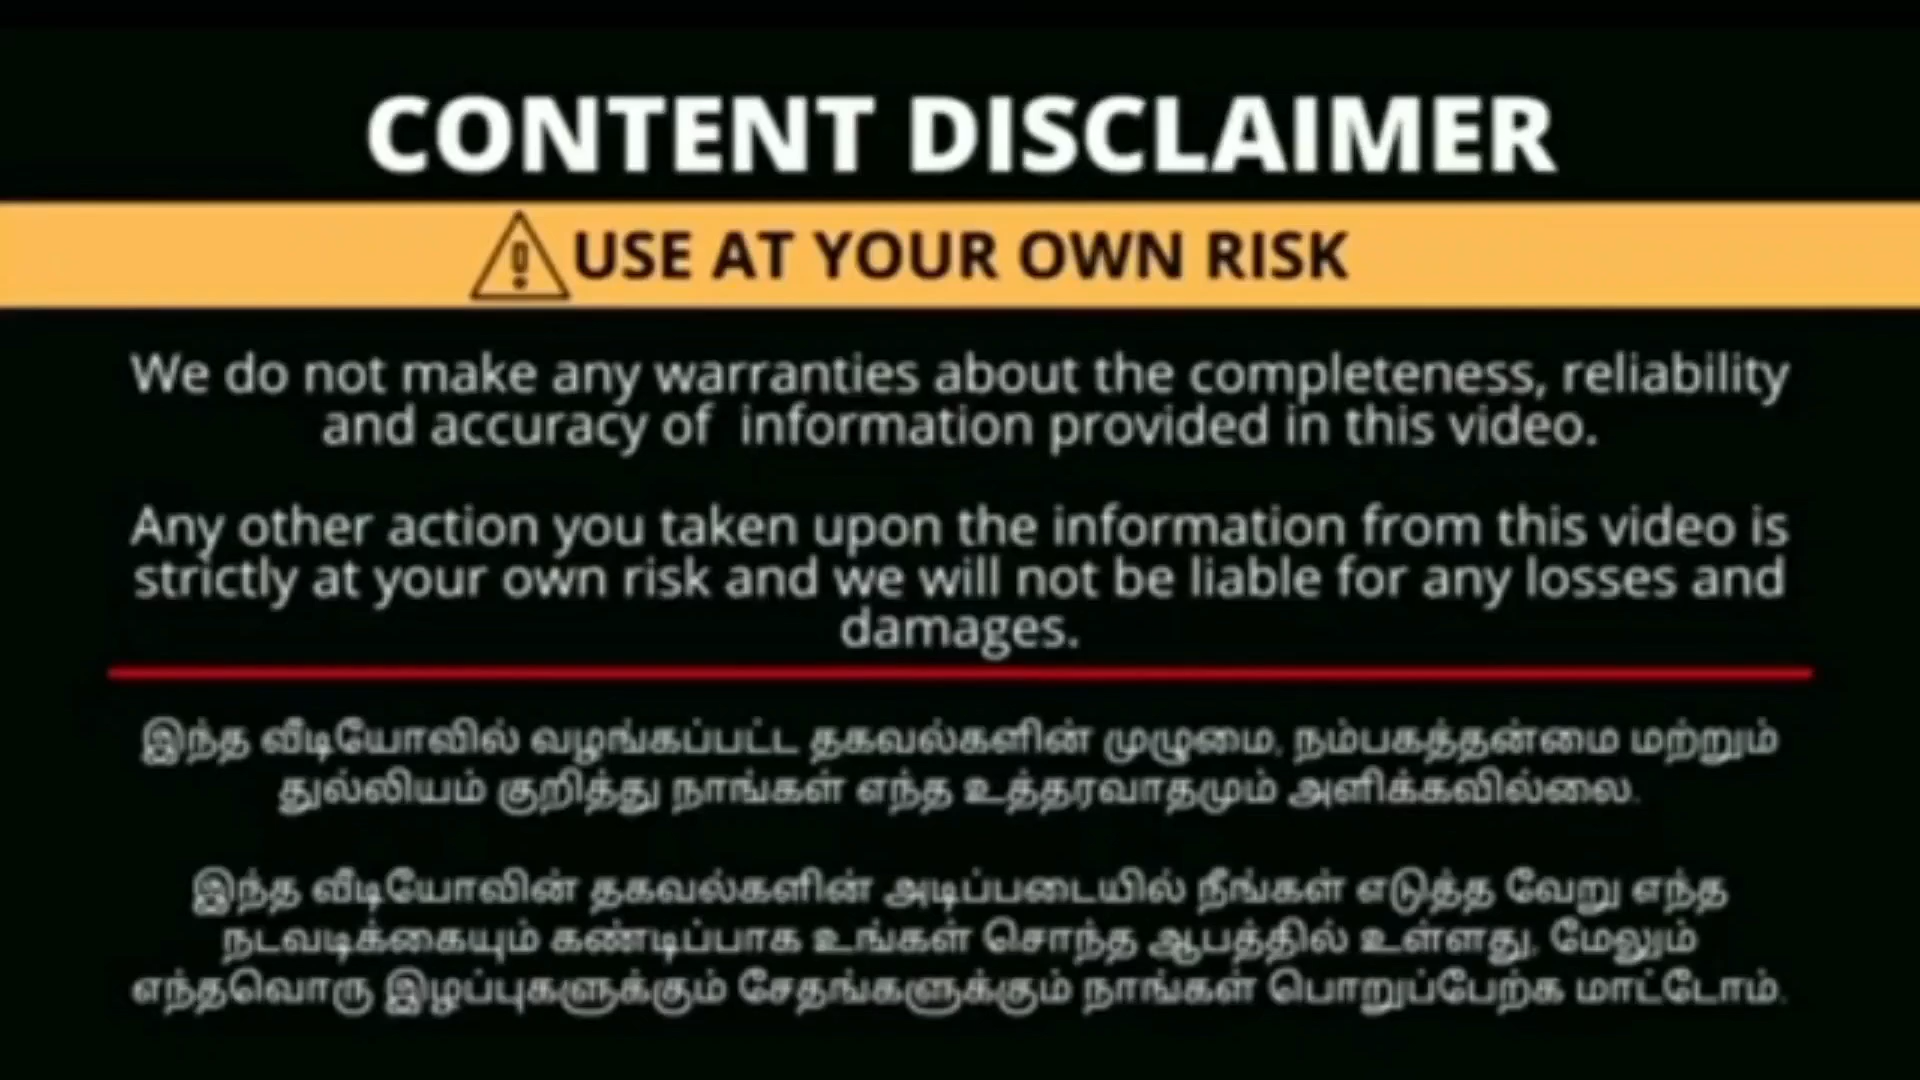 CONTENT DISCLAIMER
USE AT YOUR OWN RISK
We do not make any warranties about the completeness, reliability
and accuracy of information provided in this video.
Any other action you taken upon the information from this video is
strictly at your own risk and we will not be liable for any losses and
damages.
இந்த வீடியோவில் வழங்கப்பட்ட தகவல்களின் முழுமை, நம்பகத்தன்மை மற்றும்
துல்லியம் குறித்து நாங்கள் எந்த உத்தரவாதமும் அளிக்கவில்லை.
இந்த வீடியோவின் தகவல்களின் அடிப்படையில் நீங்கள் எடுத்த வேறு எந்த
நடவடிக்கையும் கண்டிப்பாக உங்கள் சொந்த ஆபத்தில் உள்ளது, மேலும்
எந்தவொரு இழப்புகளுக்கும் சேதங்களுக்கும் நாங்கள் பொறுப்பேற்க மாட்டோம்.